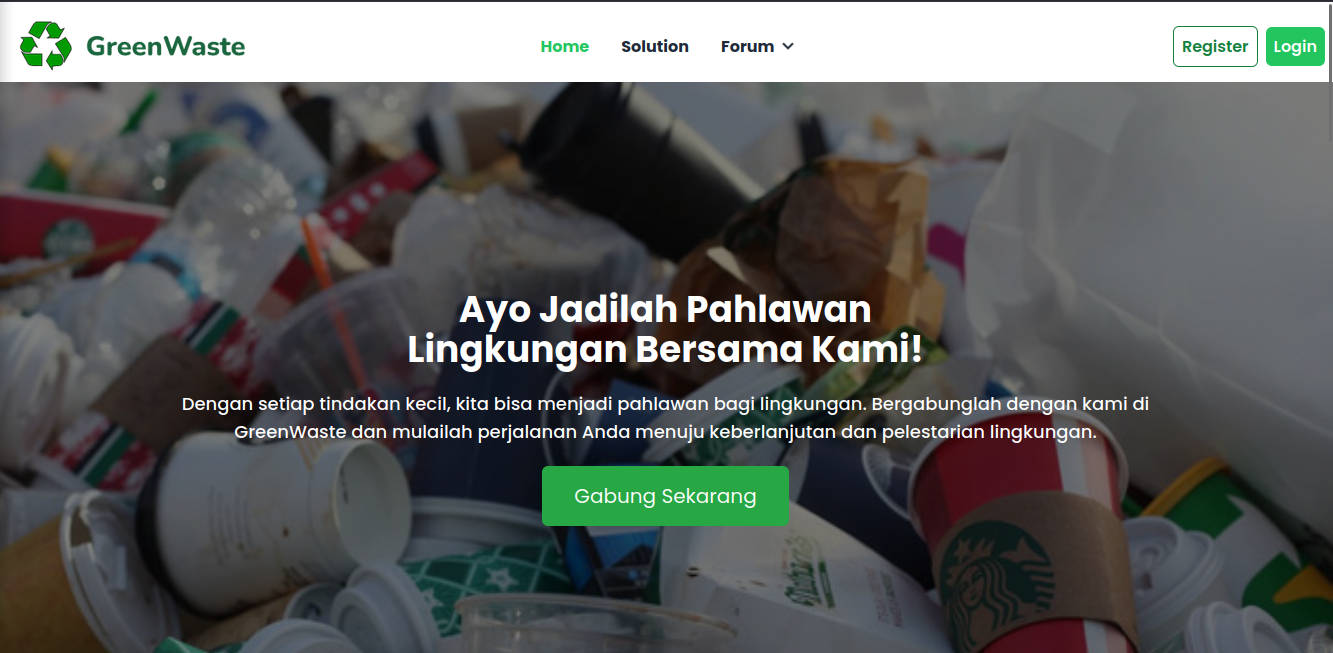 GreenWaste
Home
Solution
Forum
Register
Login
Ayo Jadilah Pahlawan
Lingkungan Bersama Kami!
Dengan setiap tindakan kecil, kita bisa menjadi pahlawan bagi lingkungan. Bergabunglah dengan kami di
GreenWaste dan mulailah perjalanan Anda menuju keberlanjutan dan pelestarian lingkungan.
Gabung Sekarang